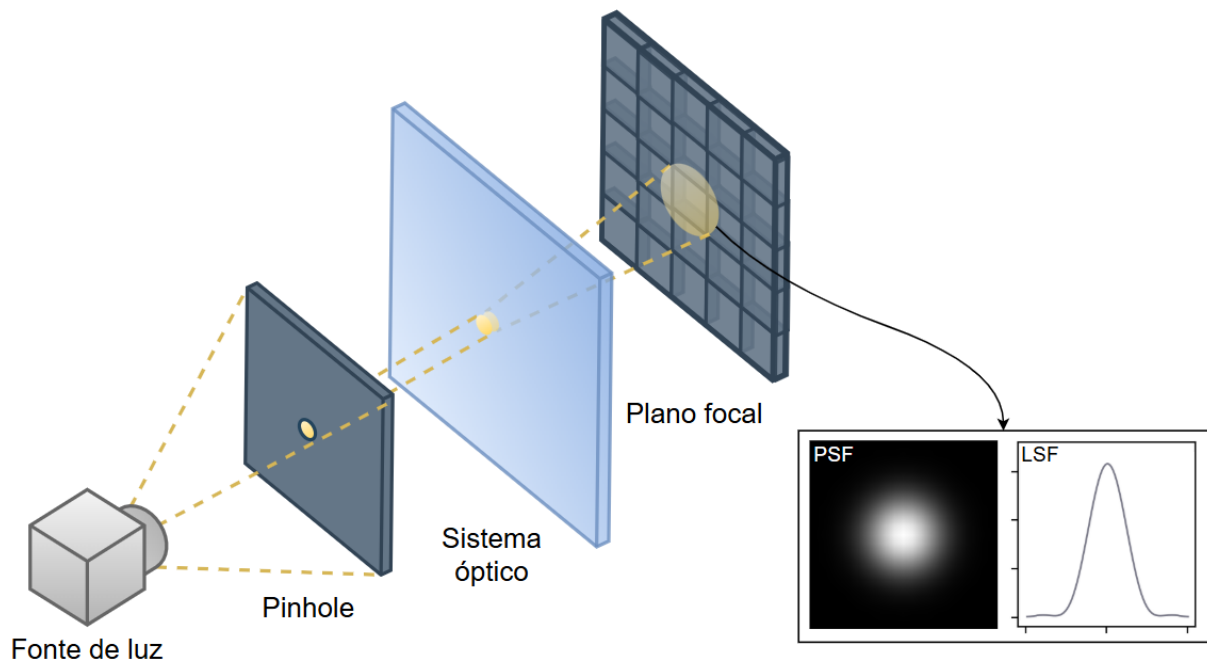 Fonte de luz
Pinhole
Sistema
óptico
Plano focal
PSF
LSF